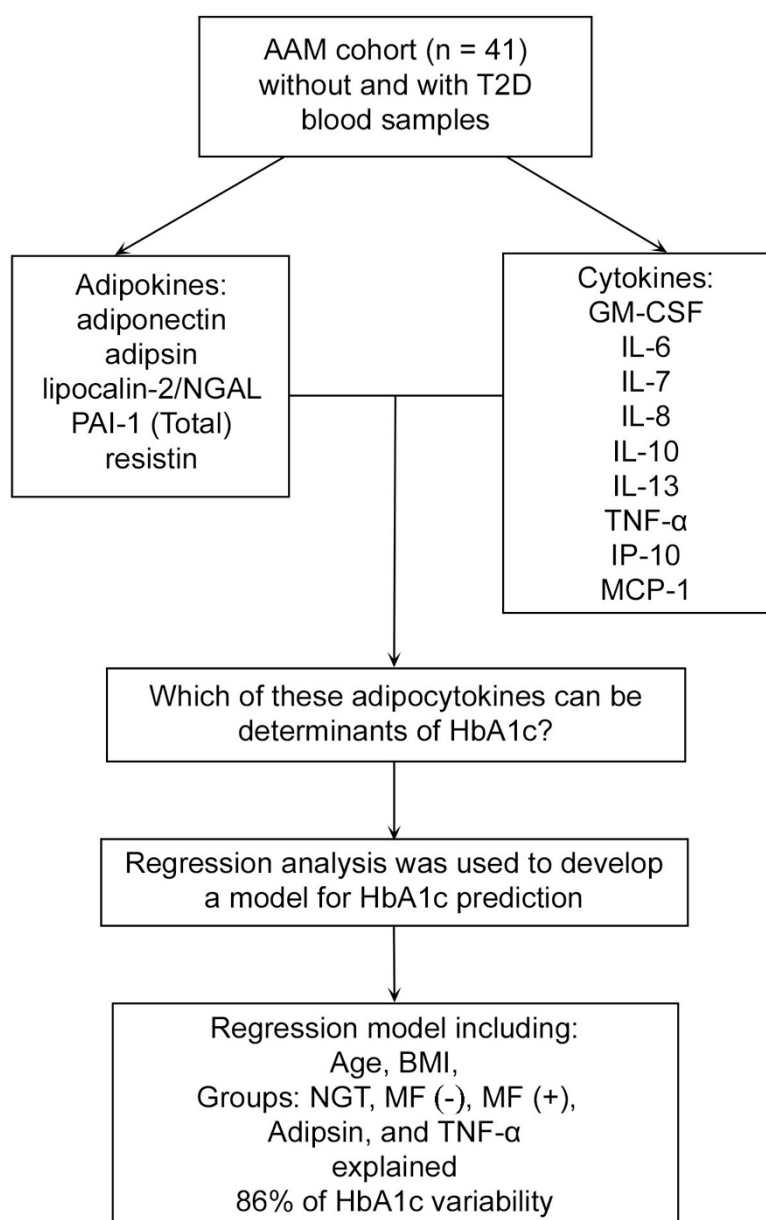 AAM cohort (n = 41)
without and with T2D
blood samples
Adipokines:
adiponectin
adipsin
lipocalin-2/NGAL
PAI-1 (Total)
resistin
Cytokines:
GM-CSF
IL-6
IL-7
IL-8
IL-10
IL-13
TNF-α
IP-10
MCP-1
Which of these adipocytokines can be
determinants of HbA1c?
Regression analysis was used to develop
a model for HbA1c prediction
Regression model including:
Age, BMI,
Groups: NGT, MF (-), MF (+),
Adipsin, and TNF-α
explained
86% of HbA1c variability